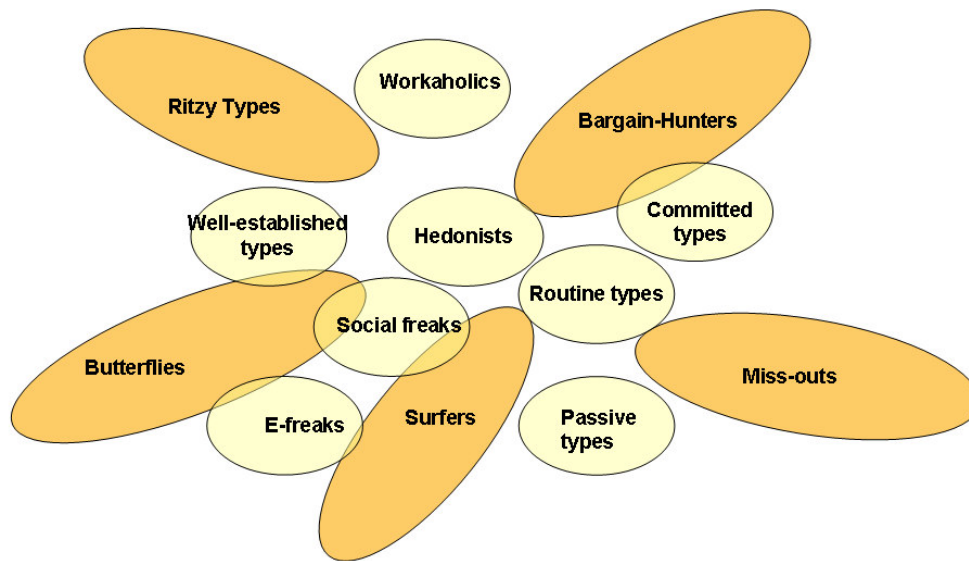 Workaholics
Ritzy Types
Bargain-Hunters
Well-established
types
Hedonists
Committed
types
Routine types
Social freaks
Butterflies
Miss-outs
E-freaks
Surfers
Passive
types